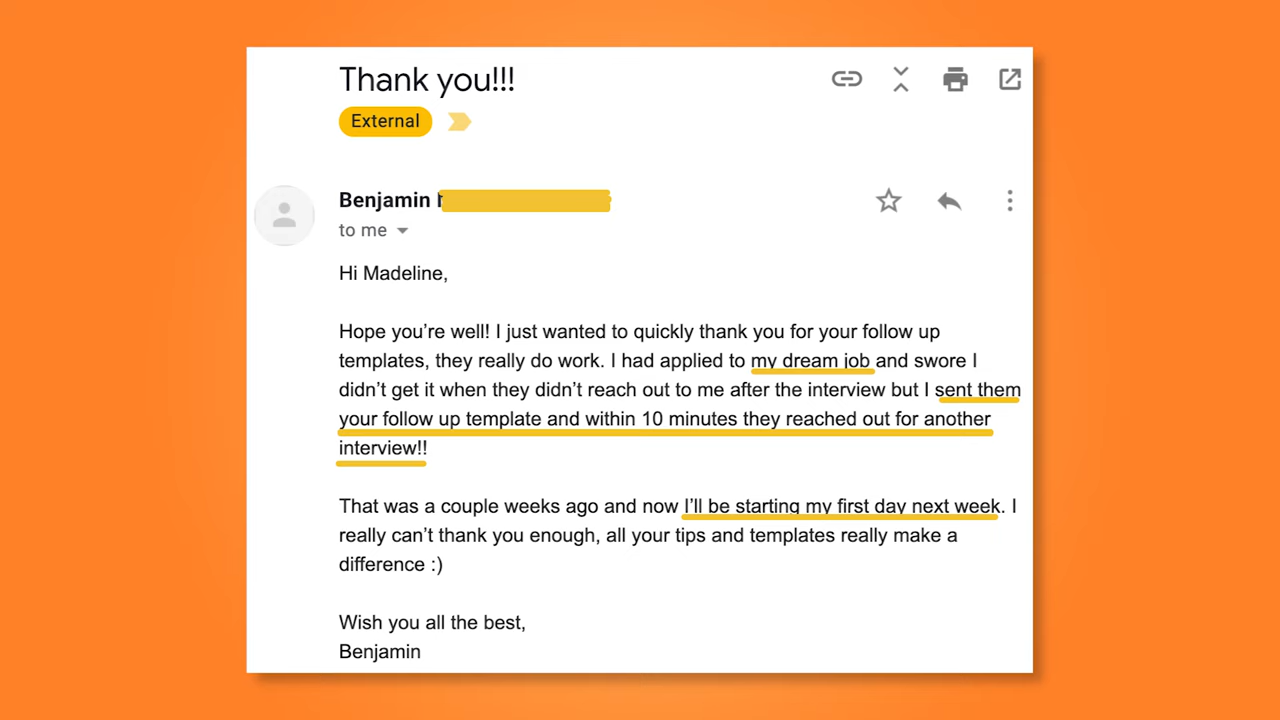 Thank you!!!
External
Benjamin
to me
Hi Madeline,
Hope you’re well! I just wanted to quickly thank you for your follow up
templates, they really do work. I had applied to my dream job and swore I
didn’t get it when they didn’t reach out to me after the interview but I sent them
your follow up template and within 10 minutes they reached out for another
interview!!
That was a couple weeks ago and now I’ll be starting my first day next week. I
really can’t thank you enough, all your tips and templates really make a
difference :)
Wish you all the best,
Benjamin